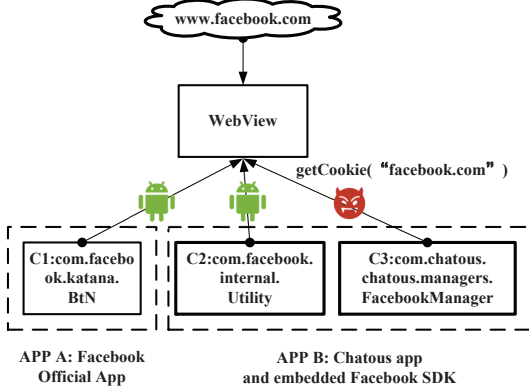 www.facebook.com
WebView
getCookie( “facebook.com” )
C1:com.facebo
ok.katana.
BtN
C2:com.facebook.
internal.
Utility
C3:com.chatous.
chatous.managers.
FacebookManager
APP A: Facebook
Official App
APP B: Chatous app
and embedded Facebook SDK